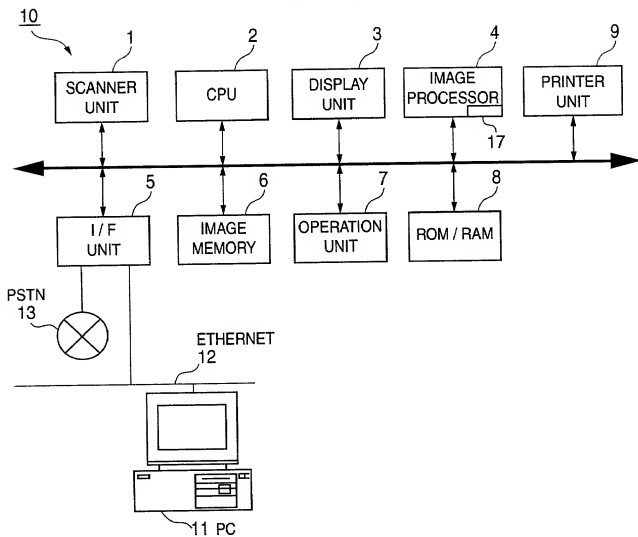 10
1
2
3
4
9
SCANNER
UNIT
CPU
DISPLAY
UNIT
IMAGE
PROCESSOR
PRINTER
UNIT
17
5
6
7
8
I / F
UNIT
IMAGE
MEMORY
OPERATION
UNIT
ROM / RAM
PSTN
13
ETHERNET
12
11 PC